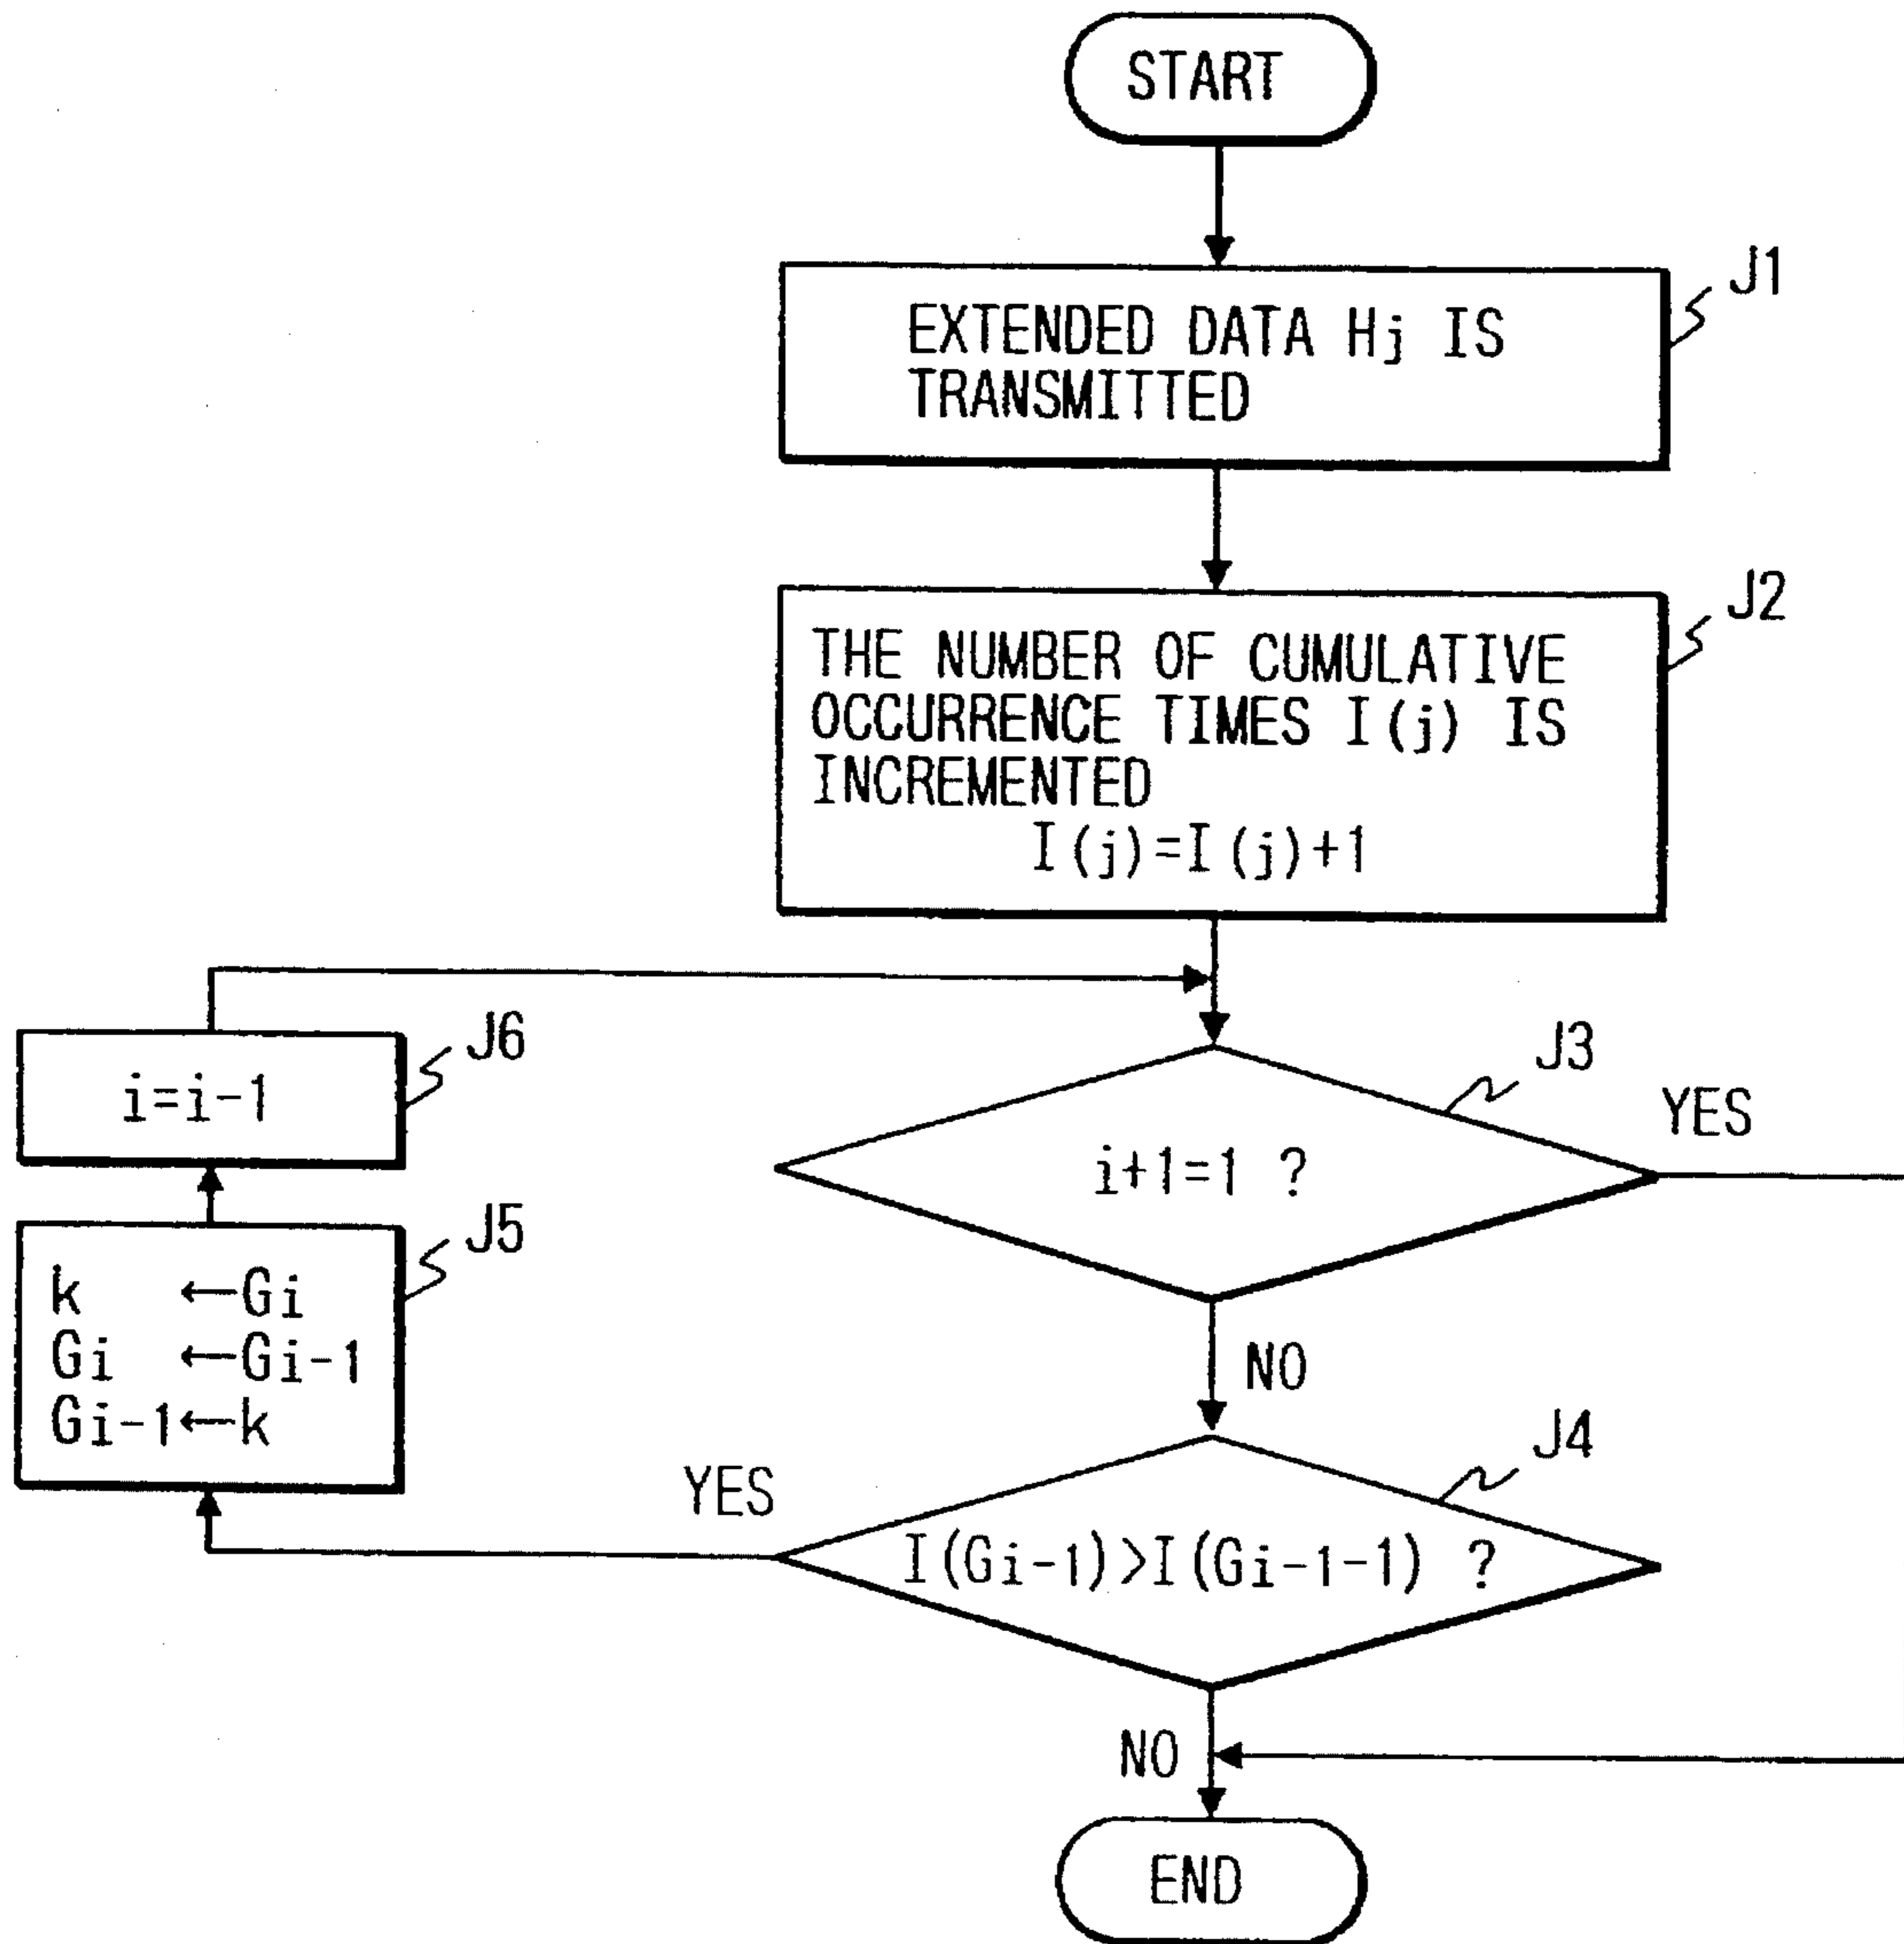 START
J1
EXTENDED DATA Hj IS
TRANSMITTED
J2
THE NUMBER OF CUMULATIVE
OCCURRENCE TIMES I(j) IS
INCREMENTED
I(j)=I(j)+1
J6
i=i-1
J3
i+1=1 ?
YES
J5
k ←Gi
Gi ←Gi-1
Gi-1←k
NO
J4
YES
I(Gi-1)>I(Gi-1-1) ?
NO
END